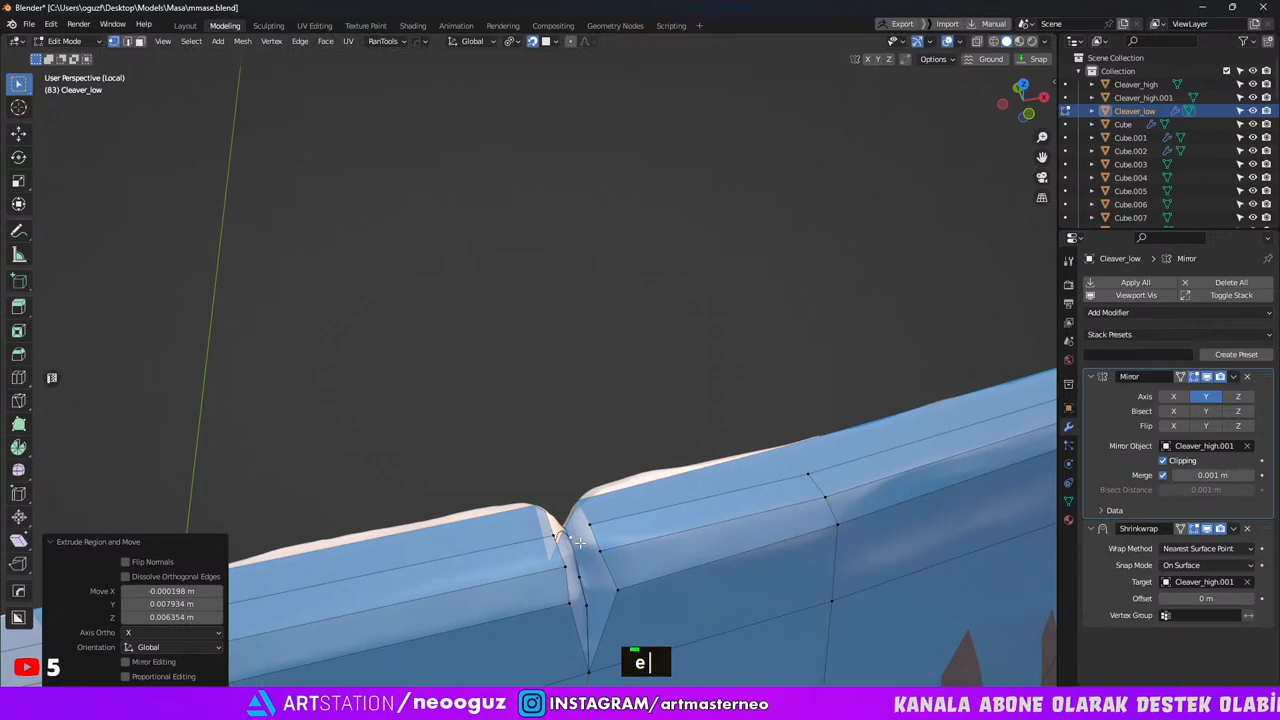 Blender* [C:\Users\oguzf\Desktop\Models\Masa\mmase.blend]
File Edit Render Window Help Layout Modeling Sculpting UV Editing Texture Paint Shading Animation Rendering Compositing Geometry Nodes Scripting Export Import Manual Scene ViewLayer
Edit Mode View Select Add Mesh Vertex Edge Face UV RanTools Global
X Y Z Options Ground Snap
User Perspective (Local)
(83) Cleaver_low
Scene Collection
Collection
Cleaver_high
Cleaver_high.001
Cleaver_low
Cube
Cube.001
Cube.002
Cube.003
Cube.004
Cube.005
Cube.006
Cube.007
Cleaver_low Mirror
Apply All Delete All
Viewport Vis Toggle Stack
Add Modifier
Stack Presets
Create Preset
Mirror
Axis X Y Z
Bisect X Y Z
Flip X Y Z
Mirror Object Cleaver_high.001
Clipping
Merge 0.001 m
Bisect Distance 0.001 m
Data
Shrinkwrap
Wrap Method Nearest Surface Point
Snap Mode On Surface
Target Cleaver_high.001
Offset 0 m
Vertex Group
Extrude Region and Move
Flip Normals
Dissolve Orthogonal Edges
Move X -0.000198 m
Y 0.007934 m
Z 0.006354 m
Axis Ortho X
Orientation Global
Mirror Editing
Proportional Editing
5
e
ARTSTATION/neooguz INSTAGRAM/artmasterneo KANALA ABONE OLARAK DESTEK OLABİ